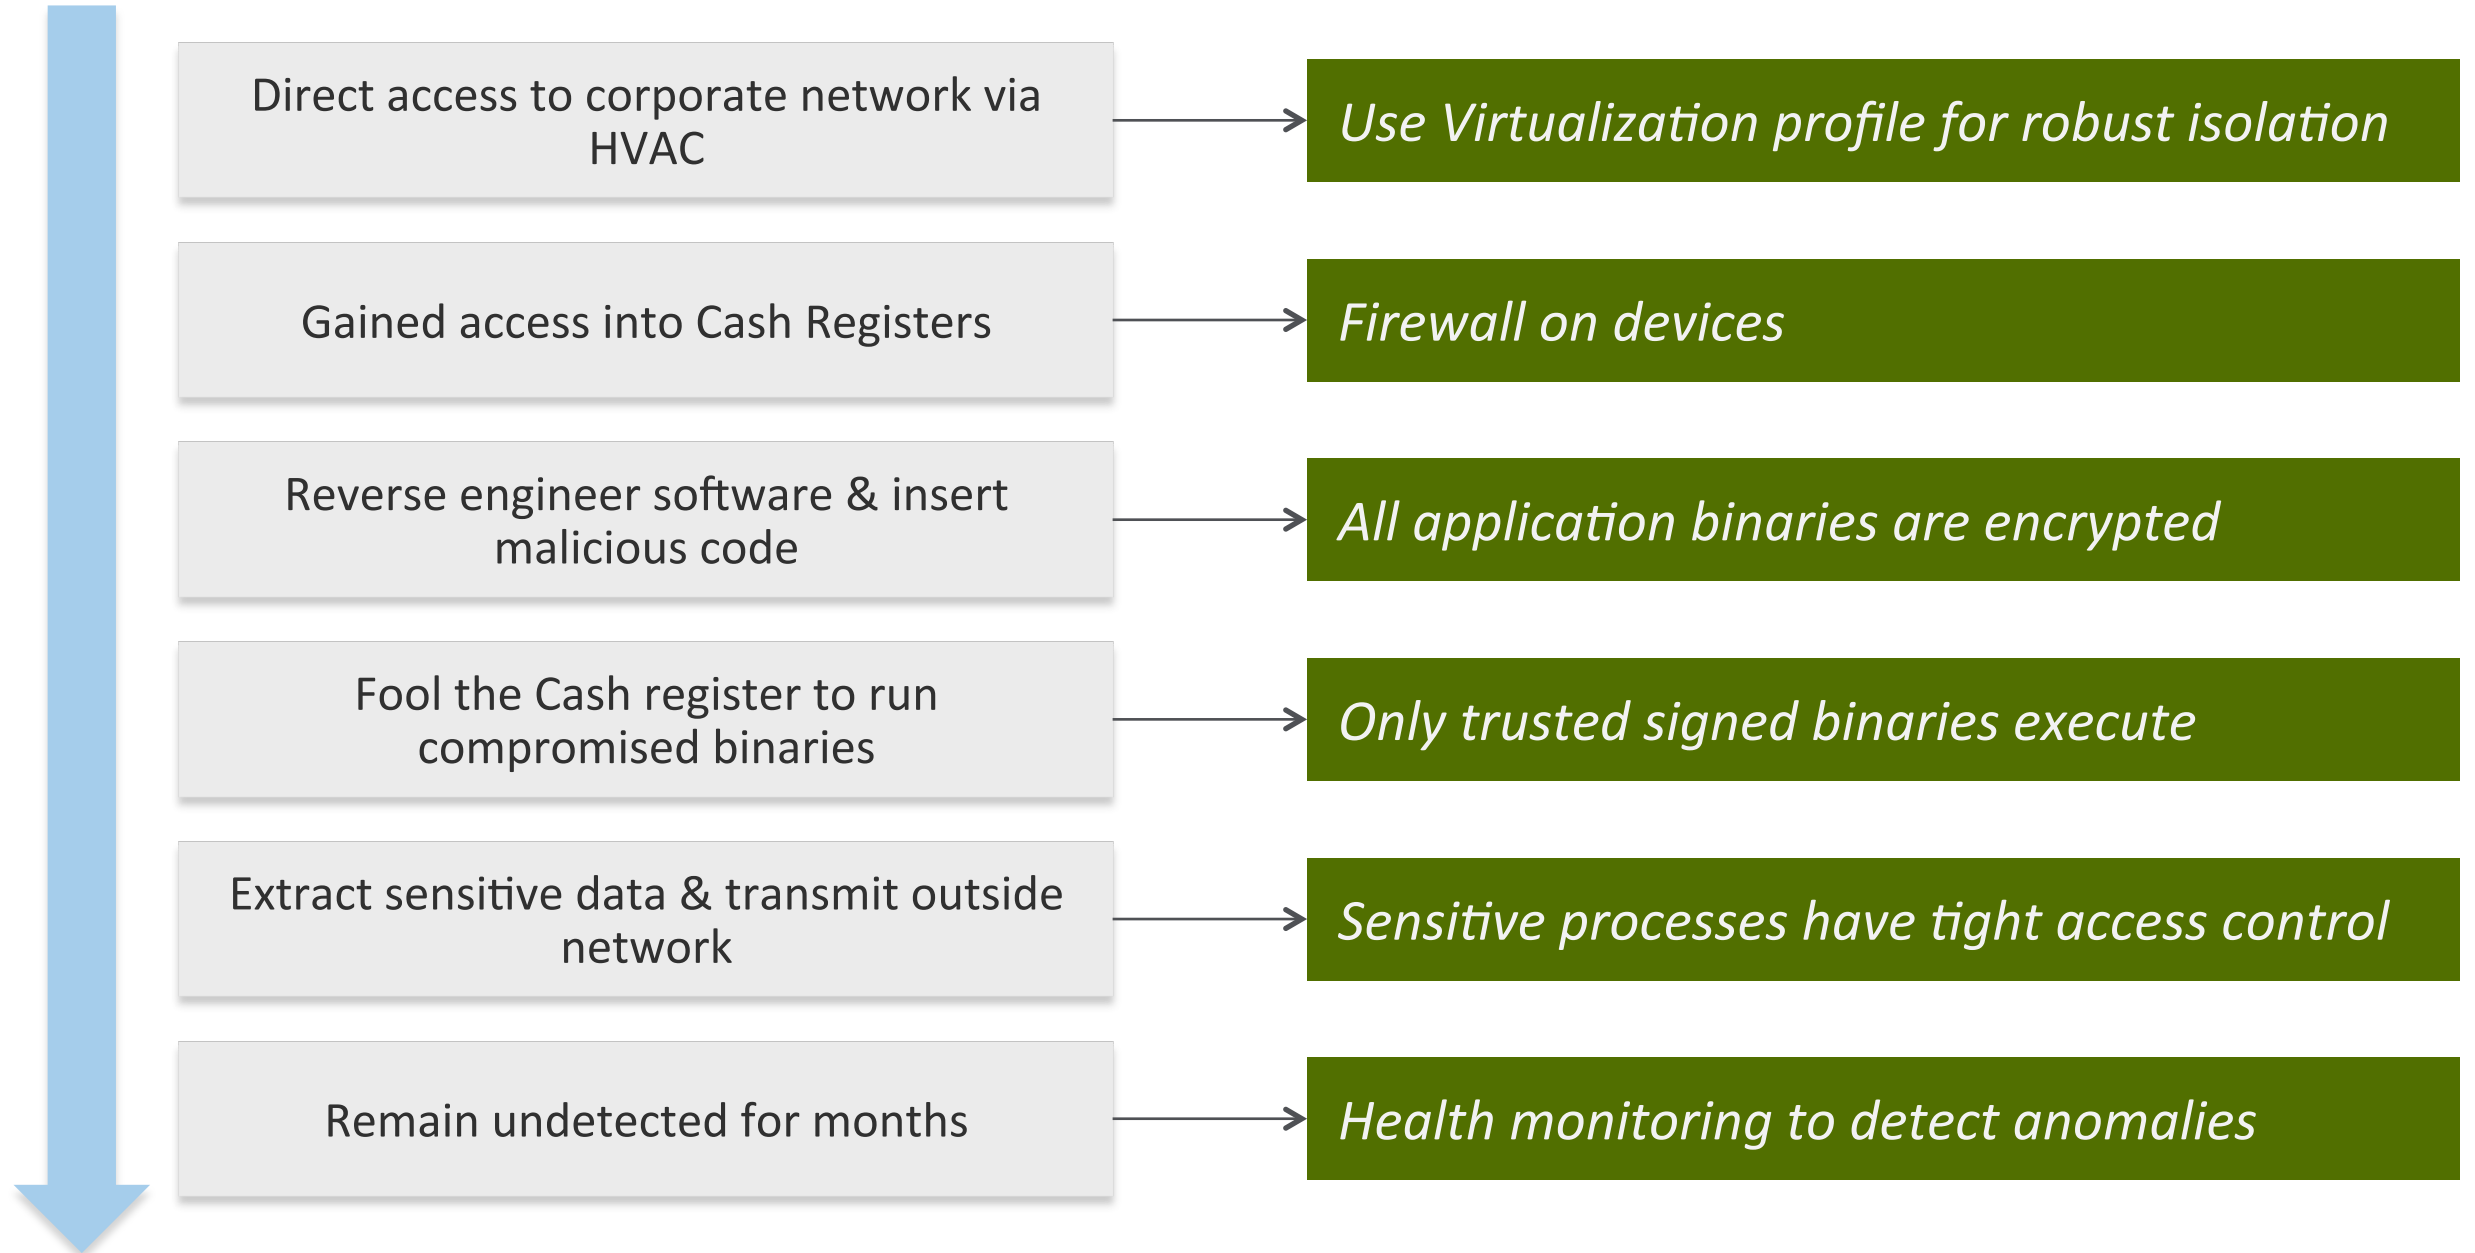 Direct access to corporate network via
HVAC
Use Virtualization profile for robust isolation
Gained access into Cash Registers
Firewall on devices
Reverse engineer software & insert
malicious code
All application binaries are encrypted
Fool the Cash register to run
compromised binaries
Only trusted signed binaries execute
Extract sensitive data & transmit outside
network
Sensitive processes have tight access control
Remain undetected for months
Health monitoring to detect anomalies